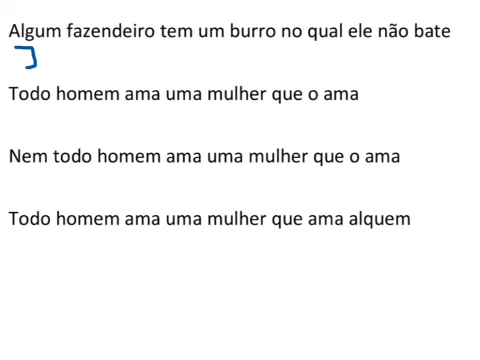 Algum fazendeiro tem um burro no qual ele não bate
Todo homem ama uma mulher que o ama
Nem todo homem ama uma mulher que o ama
Todo homem ama uma mulher que ama alquem